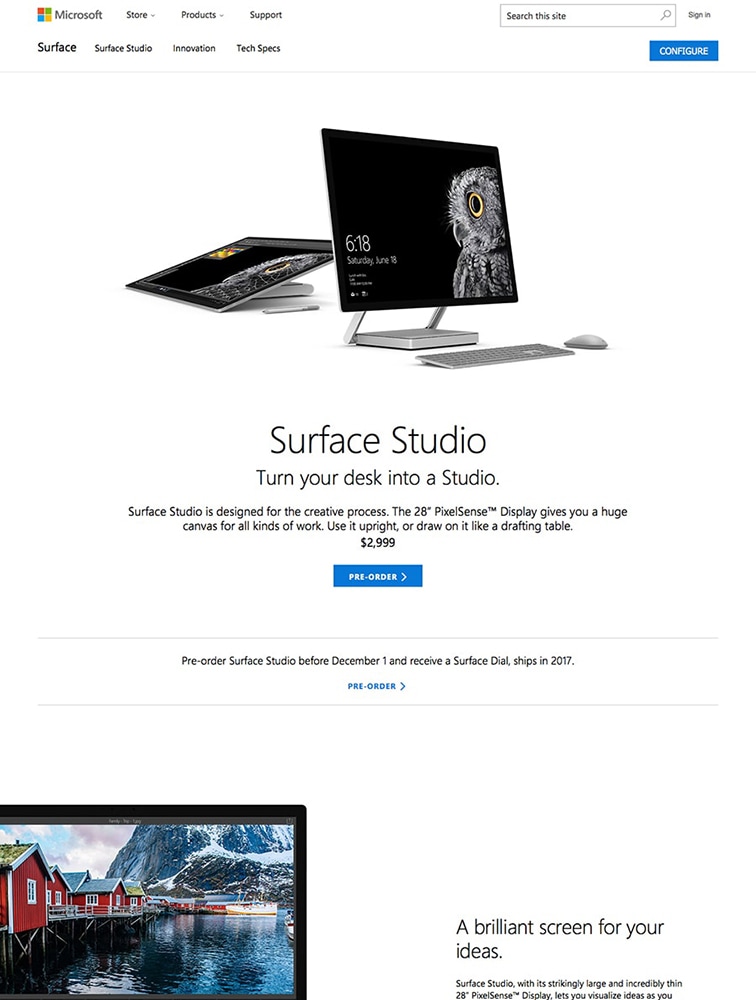 Microsoft
Store
Products
Support
Search this site
Sign in
Surface
Surface Studio
Innovation
Tech Specs
CONFIGURE
6:18
Saturday, June 18
Surface Studio
Turn your desk into a Studio.
Surface Studio is designed for the creative process. The 28" PixelSense™ Display gives you a huge
canvas for all kinds of work. Use it upright, or draw on it like a drafting table.
$2,999
PRE-ORDER
Pre-order Surface Studio before December 1 and receive a Surface Dial, ships in 2017.
PRE-ORDER
A brilliant screen for your
ideas.
Surface Studio, with its strikingly large and incredibly thin
28" PixelSense™ Display, lets you visualize ideas as you